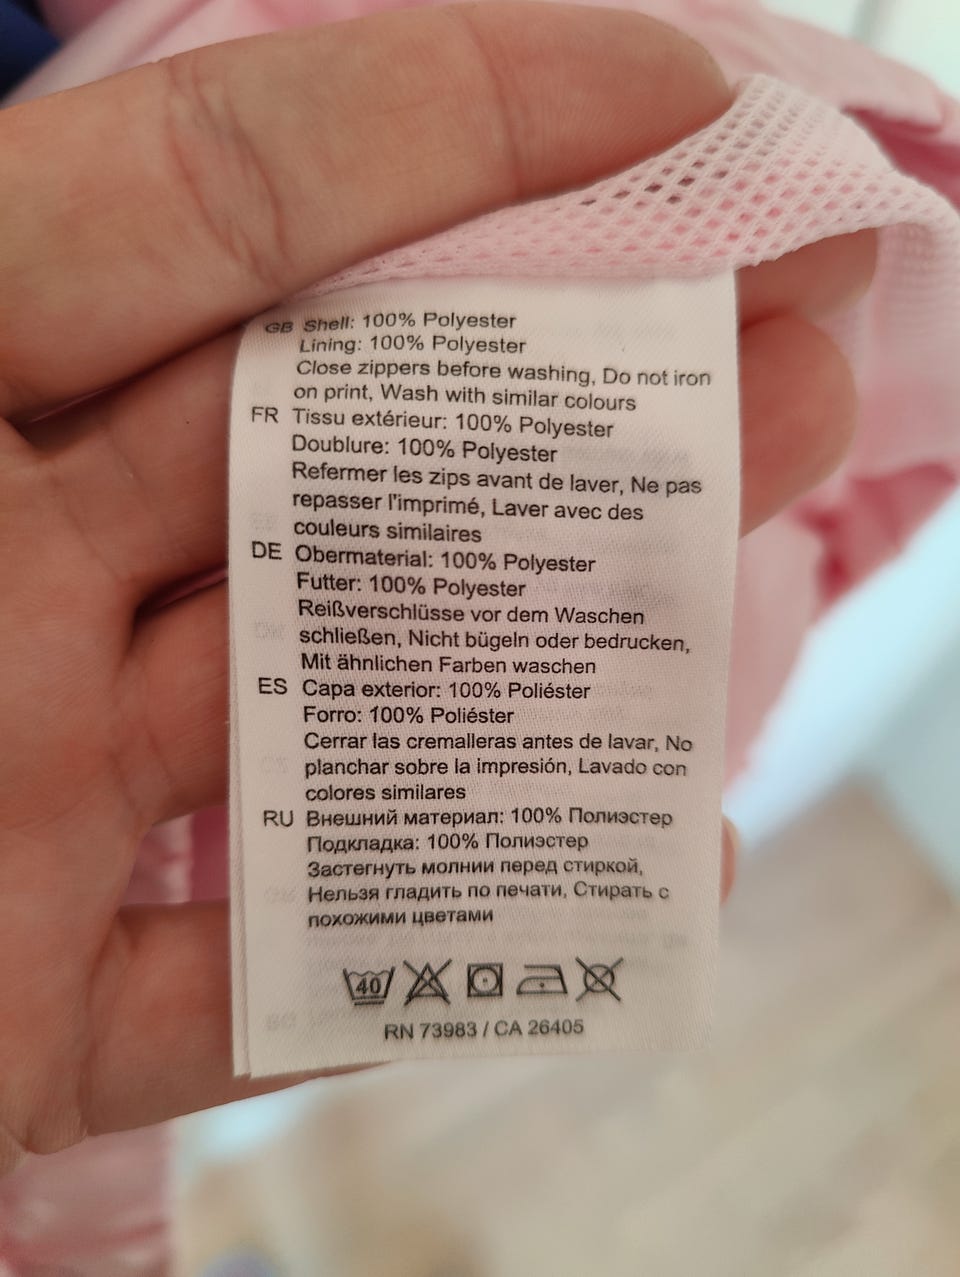 GB Shell: 100% Polyester
Lining: 100% Polyester
Close zippers before washing, Do not iron
on print, Wash with similar colours
FR Tissu extérieur: 100% Polyester
Doublure: 100% Polyester
Refermer les zips avant de laver, Ne pas
repasser l'imprimé, Laver avec des
couleurs similaires
DE Obermaterial: 100% Polyester
Futter: 100% Polyester
Reißverschlüsse vor dem Waschen
schließen, Nicht bügeln oder bedrucken,
Mit ähnlichen Farben waschen
ES Capa exterior: 100% Poliéster
Forro: 100% Poliéster
Cerrar las cremalleras antes de lavar, No
planchar sobre la impresión, Lavado con
colores similares
RU Внешний материал: 100% Полиэстер
Подкладка: 100% Полиэстер
Застегнуть молнии перед стиркой,
Нельзя гладить по печати, Стирать с
похожими цветами
40
RN 73983 / CA 26405